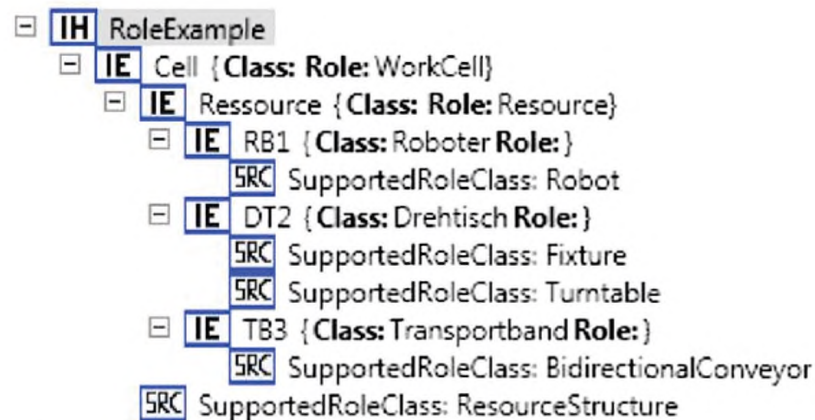 IH RoleExample
IE Cell {Class: Role: WorkCell}
IE Ressource {Class: Role: Resource}
IE RB1 {Class: Roboter Role: }
SRC SupportedRoleClass: Robot
IE DT2 {Class: Drehtisch Role: }
SRC SupportedRoleClass: Fixture
SRC SupportedRoleClass: Turntable
IE TB3 {Class: Transportband Role: }
SRC SupportedRoleClass: BidirectionalConveyor
SRC SupportedRoleClass: ResourceStructure